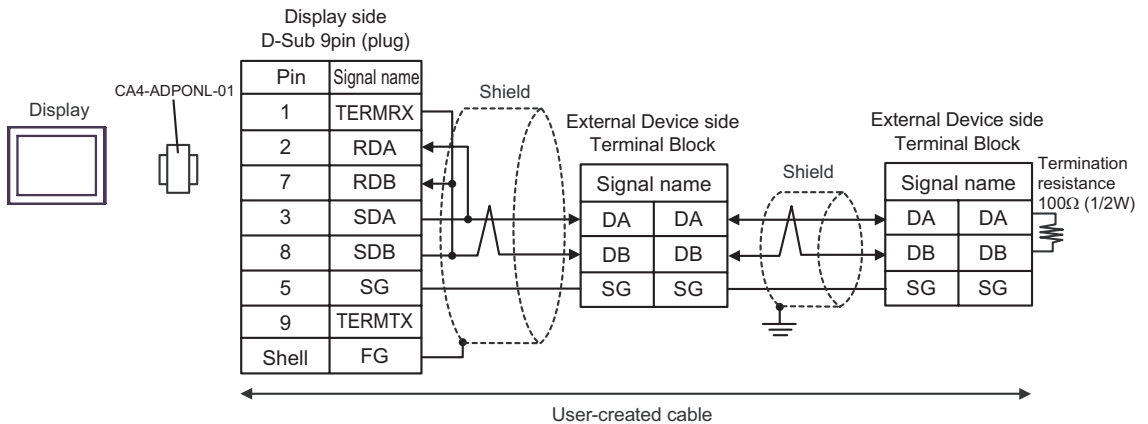 Display side
D-Sub 9pin (plug)
Display
CA4-ADPONL-01
Pin Signal name
1 TERMRX
2 RDA
7 RDB
3 SDA
8 SDB
5 SG
9 TERMTX
Shell FG
Shield
External Device side
Terminal Block
Signal name
DA DA
DB DB
SG SG
Shield
External Device side
Terminal Block
Signal name
DA DA
DB DB
SG SG
Termination
resistance
100Ω (1/2W)
User-created cable